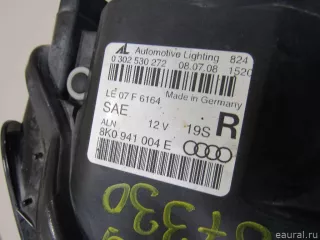 AL Automotive Lighting 824
0 302 530 272 08.07.08 1520
LE 07 F 6164 Made in Germany
SAE
12 V 19S R
ALN
8K0 941 004 E
07330
eaural.ru